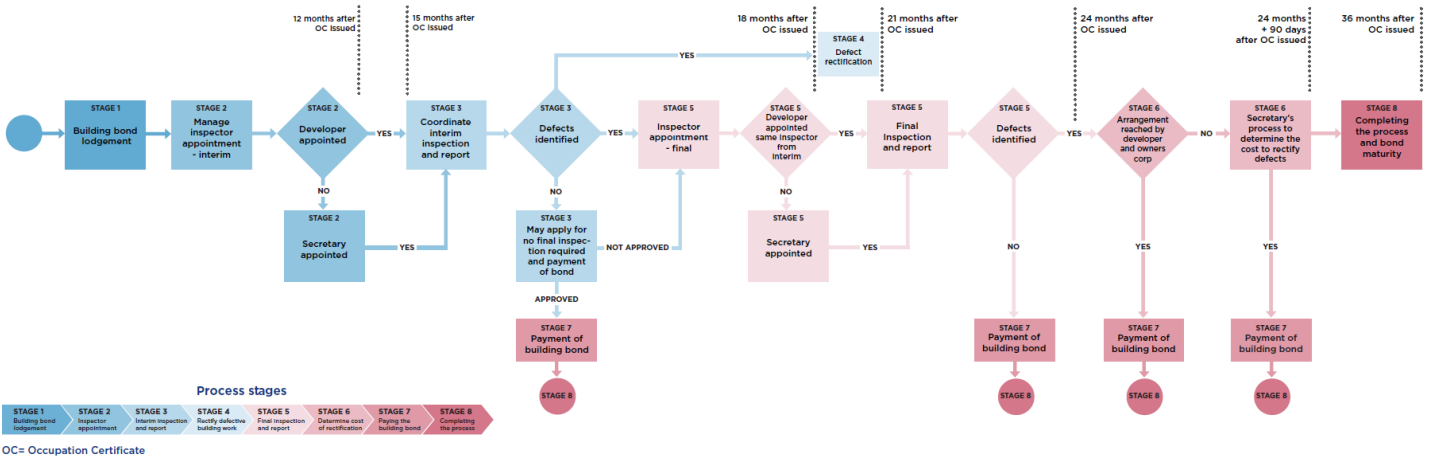 12 months after
OC issued
15 months after
OC issued
18 months after
OC issued
21 months after
OC issued
24 months after
OC issued
24 months
+ 90 days
after OC issued
36 months after
OC issued
STAGE 4
Defect
rectification
YES
STAGE 1
Building bond
lodgement
STAGE 2
Manage
inspector
appointment
- interim
STAGE 2
Developer
appointed
YES
STAGE 3
Coordinate
interim
inspection
and report
STAGE 3
Defects
identified
YES
STAGE 5
Inspector
appointment
- final
STAGE 5
Developer
appointed
same inspector
from
interim
YES
STAGE 5
Final
Inspection
and report
STAGE 5
Defects
identified
YES
STAGE 6
Arrangement
reached by
developer
and owners
corp
NO
STAGE 6
Secretary's
process to
determine the
cost to rectify
defects
STAGE 8
Completing
the process
and bond
maturity
NO
STAGE 2
Secretary
appointed
YES
NO
STAGE 3
May apply for
no final inspec-
tion required
and payment
of bond
NOT APPROVED
NO
STAGE 5
Secretary
appointed
YES
NO
YES
YES
APPROVED
STAGE 7
Payment of
building bond
STAGE 7
Payment of
building bond
STAGE 7
Payment of
building bond
STAGE 7
Payment of
building bond
STAGE 8
STAGE 8
STAGE 8
STAGE 8
Process stages
STAGE 1
Building bond
lodgement
STAGE 2
Inspector
appointment
STAGE 3
Interim inspection
and report
STAGE 4
Rectify defective
building work
STAGE 5
Final inspection
and report
STAGE 6
Determine cost
of rectification
STAGE 7
Paying the
building bond
STAGE 8
Completing
the process
OC= Occupation Certificate